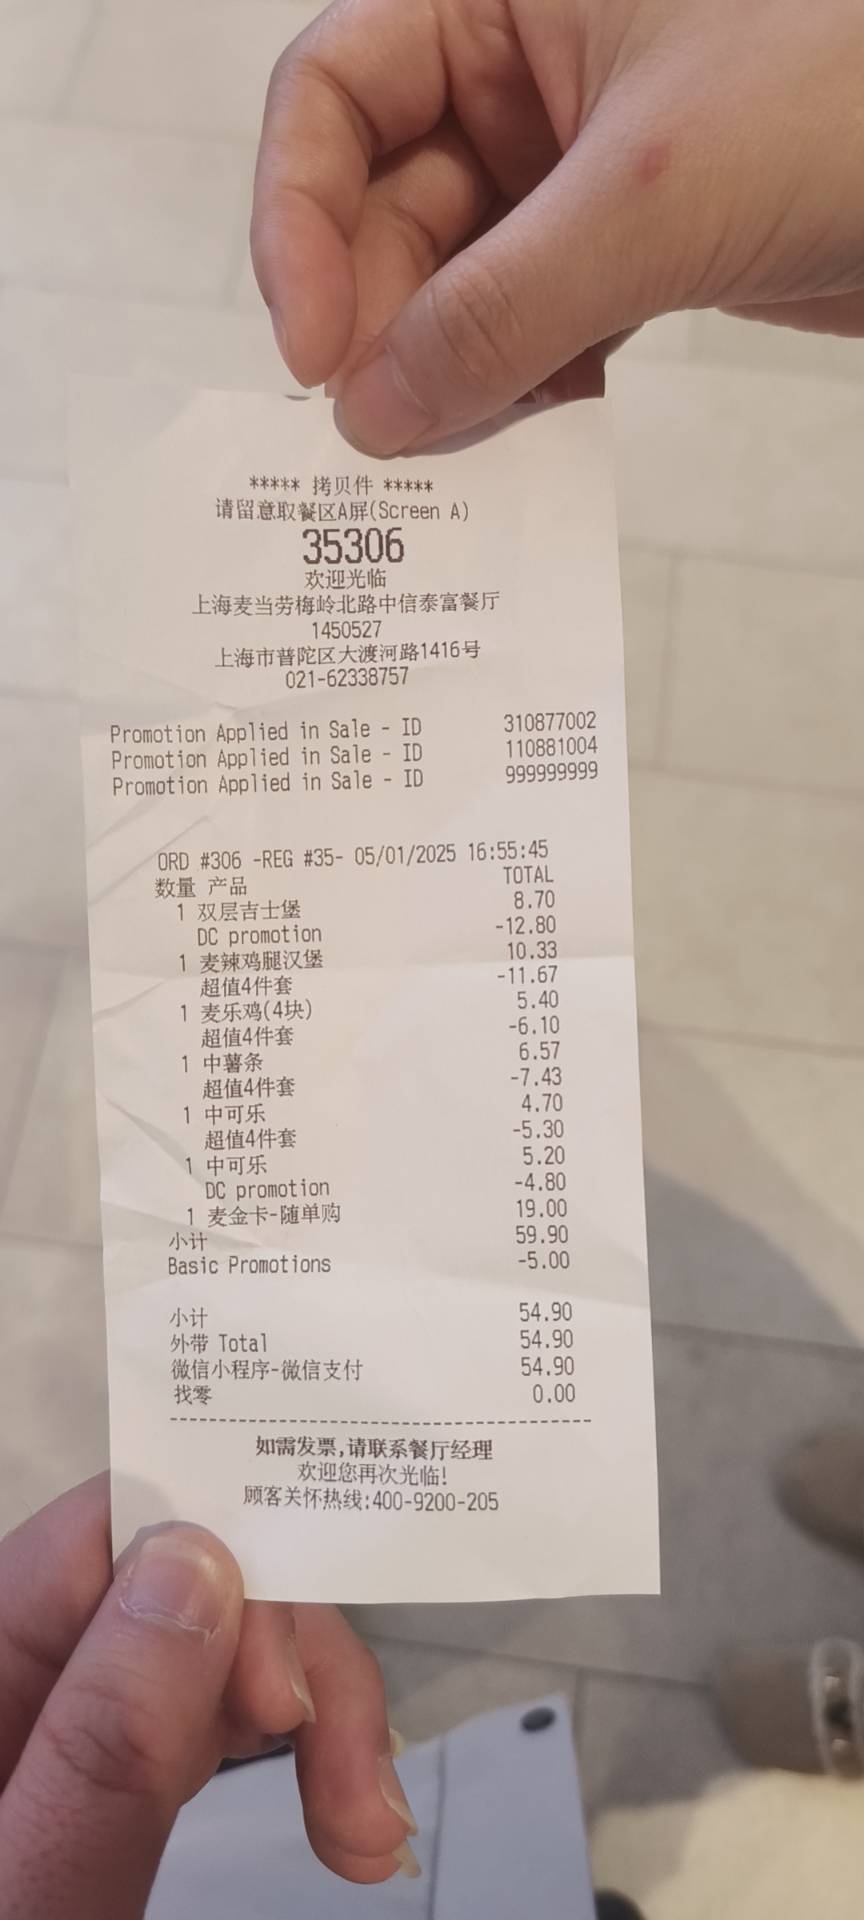 ***** 拷贝件 *****
请留意取餐区A屏(Screen A)
35306
欢迎光临
上海麦当劳梅岭北路中信泰富餐厅
1450527
上海市普陀区大渡河路1416号
021-62338757
Promotion Applied in Sale - ID 310877002
Promotion Applied in Sale - ID 110881004
Promotion Applied in Sale - ID 999999999
ORD #306 -REG #35- 05/01/2025 16:55:45
数量 产品 TOTAL
1 双层吉士堡 8.70
DC promotion -12.80
1 麦辣鸡腿汉堡 10.33
超值4件套 -11.67
1 麦乐鸡(4块) 5.40
超值4件套 -6.10
1 中薯条 6.57
超值4件套 -7.43
1 中可乐 4.70
超值4件套 -5.30
1 中可乐 5.20
DC promotion -4.80
1 麦金卡-随单购 19.00
小计 59.90
Basic Promotions -5.00
小计 54.90
外带 Total 54.90
微信小程序-微信支付 54.90
找零 0.00
如需发票,请联系餐厅经理
欢迎您再次光临!
顾客关怀热线:400-9200-205